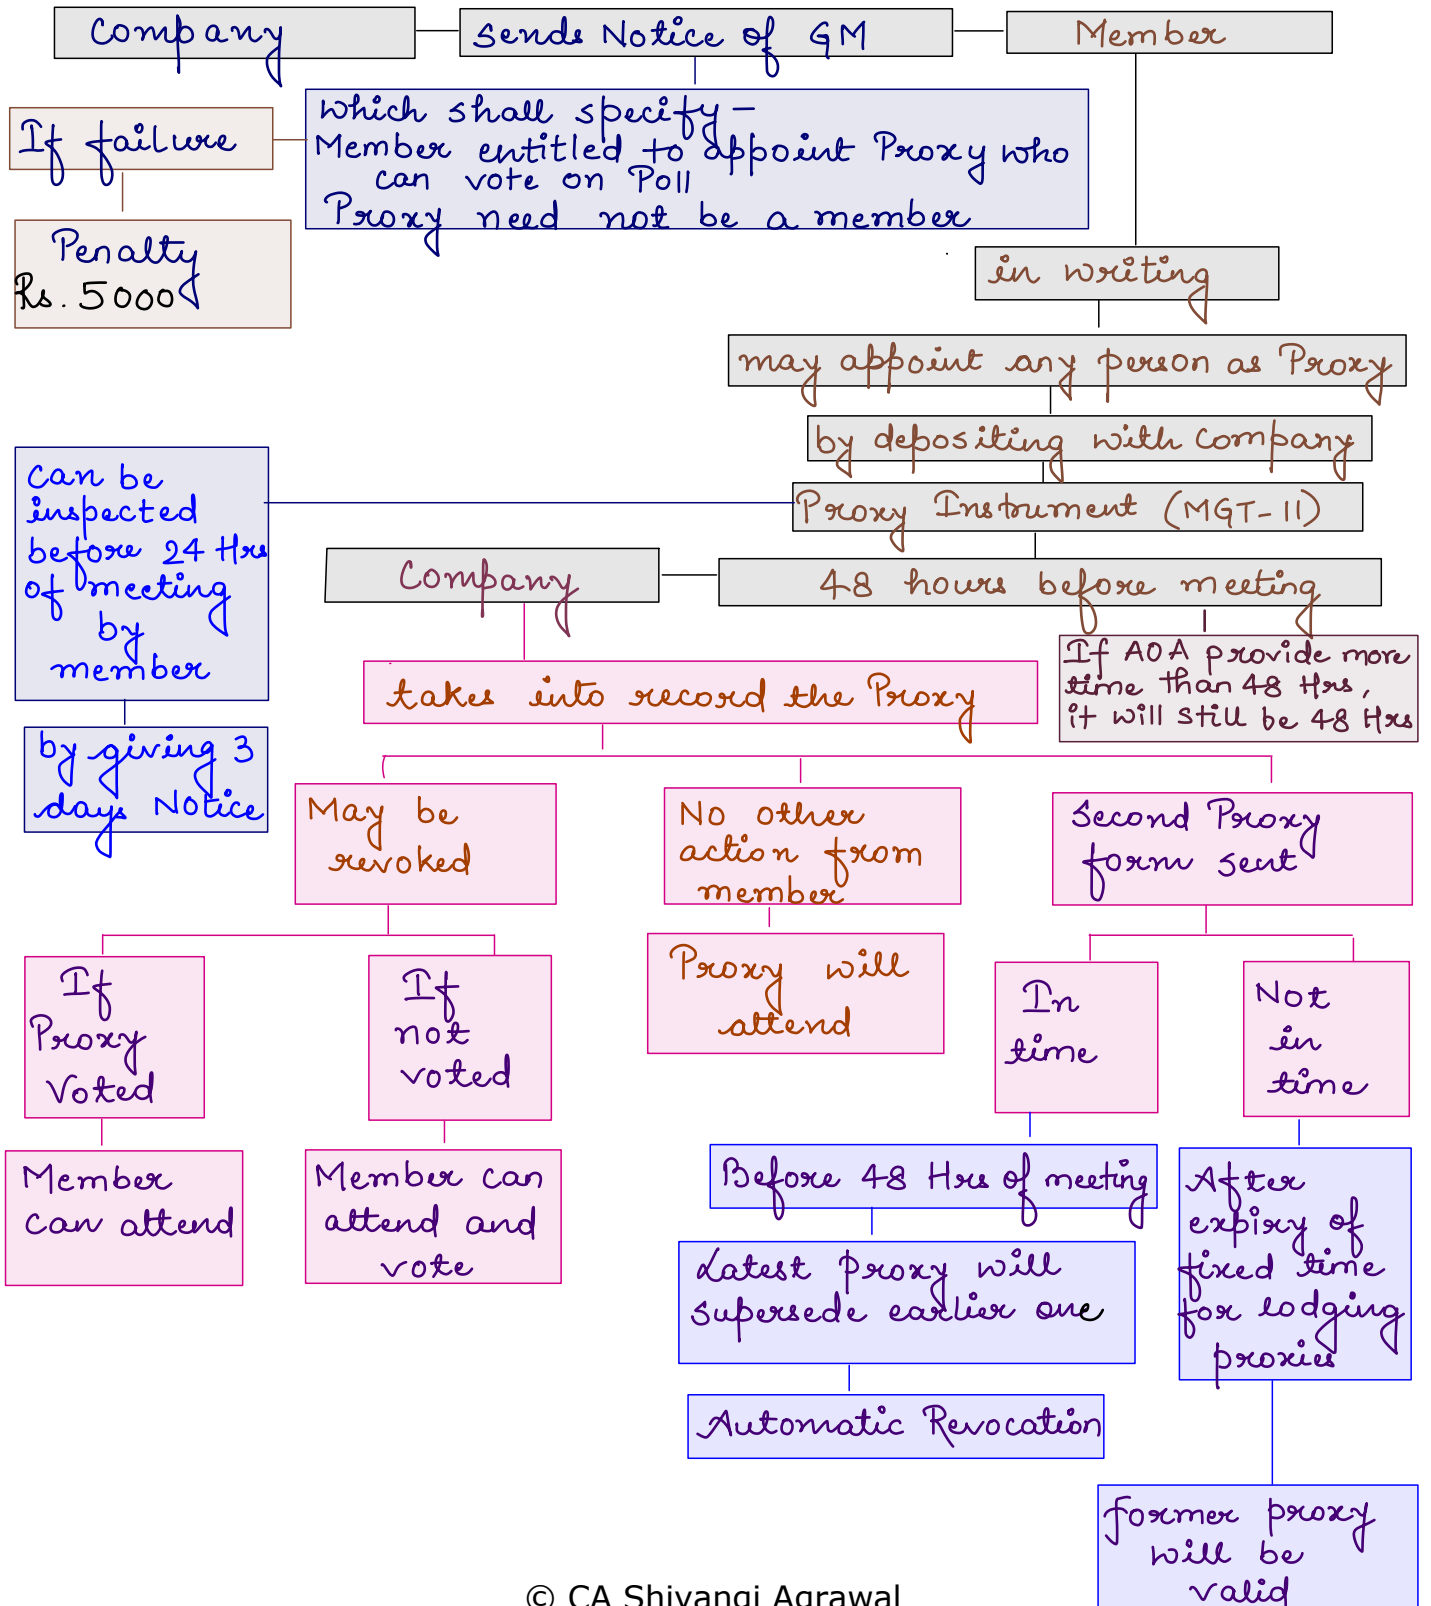 Company
Sends Notice of GM
Member
which shall specify -
Member entitled to appoint Proxy who
can vote on Poll
Proxy need not be a member
If failure
Penalty
Rs. 5000
in writing
may appoint any person as Proxy
by depositing with Company
Proxy Instrument (MGT-11)
48 hours before meeting
If AOA provide more
time than 48 Hrs,
it will still be 48 Hrs
can be
inspected
before 24 Hrs
of meeting
by
member
by giving 3
days Notice
Company
takes into record the Proxy
May be
revoked
No other
action from
member
Second Proxy
form sent
If
Proxy
Voted
If
not
voted
Proxy will
attend
In
time
Not
in
time
Member
can attend
Member can
attend and
vote
Before 48 Hrs of meeting
Latest Proxy will
supersede earlier one
Automatic Revocation
After
expiry of
fixed time
for lodging
proxies
former proxy
will be
valid
© CA Shivangi Agrawal